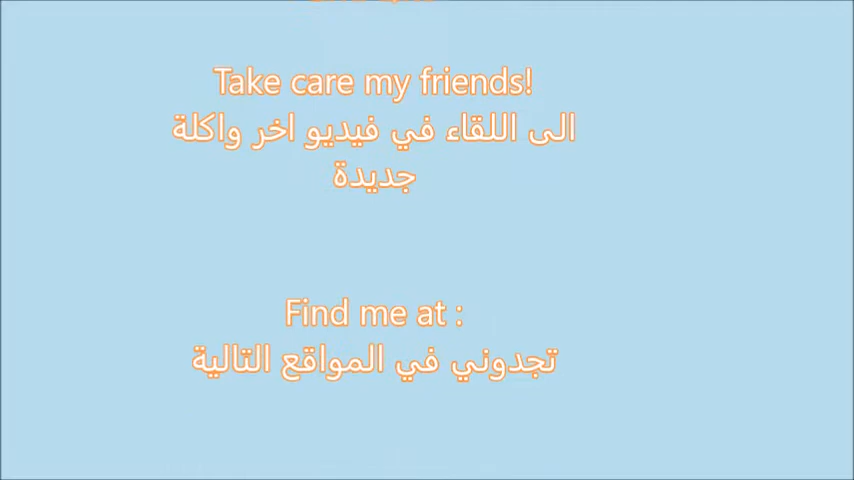 Take care my friends!
الى اللقاء في فيديو اخر واكلة
جديدة
Find me at :
تجدوني في المواقع التالية